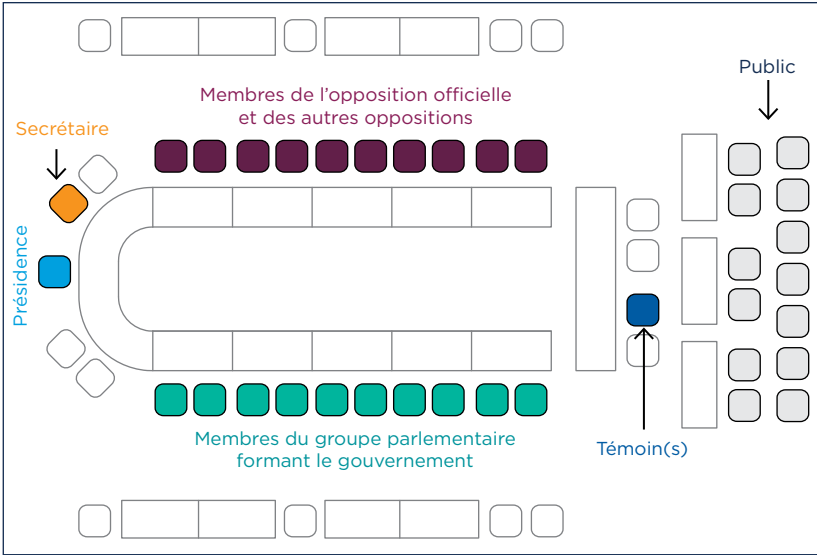 Public
Membres de l'opposition officielle
et des autres oppositions
Secrétaire
Présidence
Membres du groupe parlementaire
formant le gouvernement
Témoin(s)